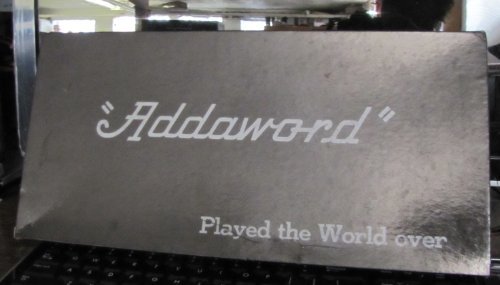 "Addaword"
Played the World over